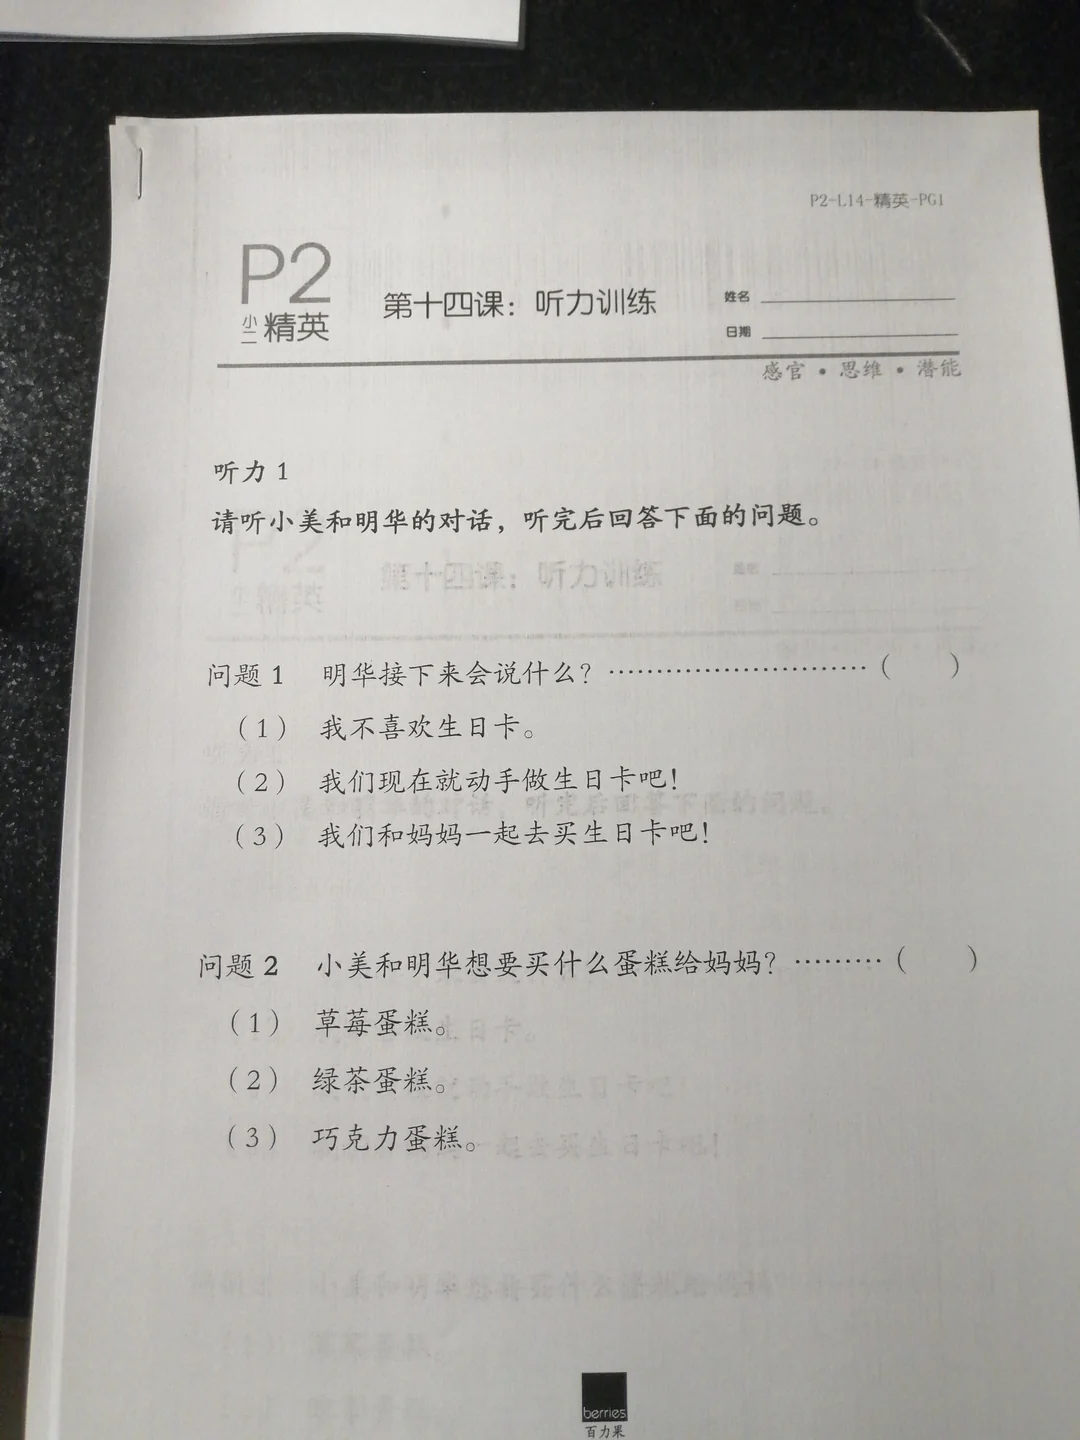 P2-L14-精英-PG1
P2
小二 精英
第十四课：听力训练
姓名
日期
感官 • 思维 • 潜能
听力 1
请听小美和明华的对话，听完后回答下面的问题。
问题 1 明华接下来会说什么？ ……………………… （ ）
（1） 我不喜欢生日卡。
（2） 我们现在就动手做生日卡吧！
（3） 我们和妈妈一起去买生日卡吧！
问题 2 小美和明华想要买什么蛋糕给妈妈？ ……… （ ）
（1） 草莓蛋糕。
（2） 绿茶蛋糕。
（3） 巧克力蛋糕。
berries
百力果